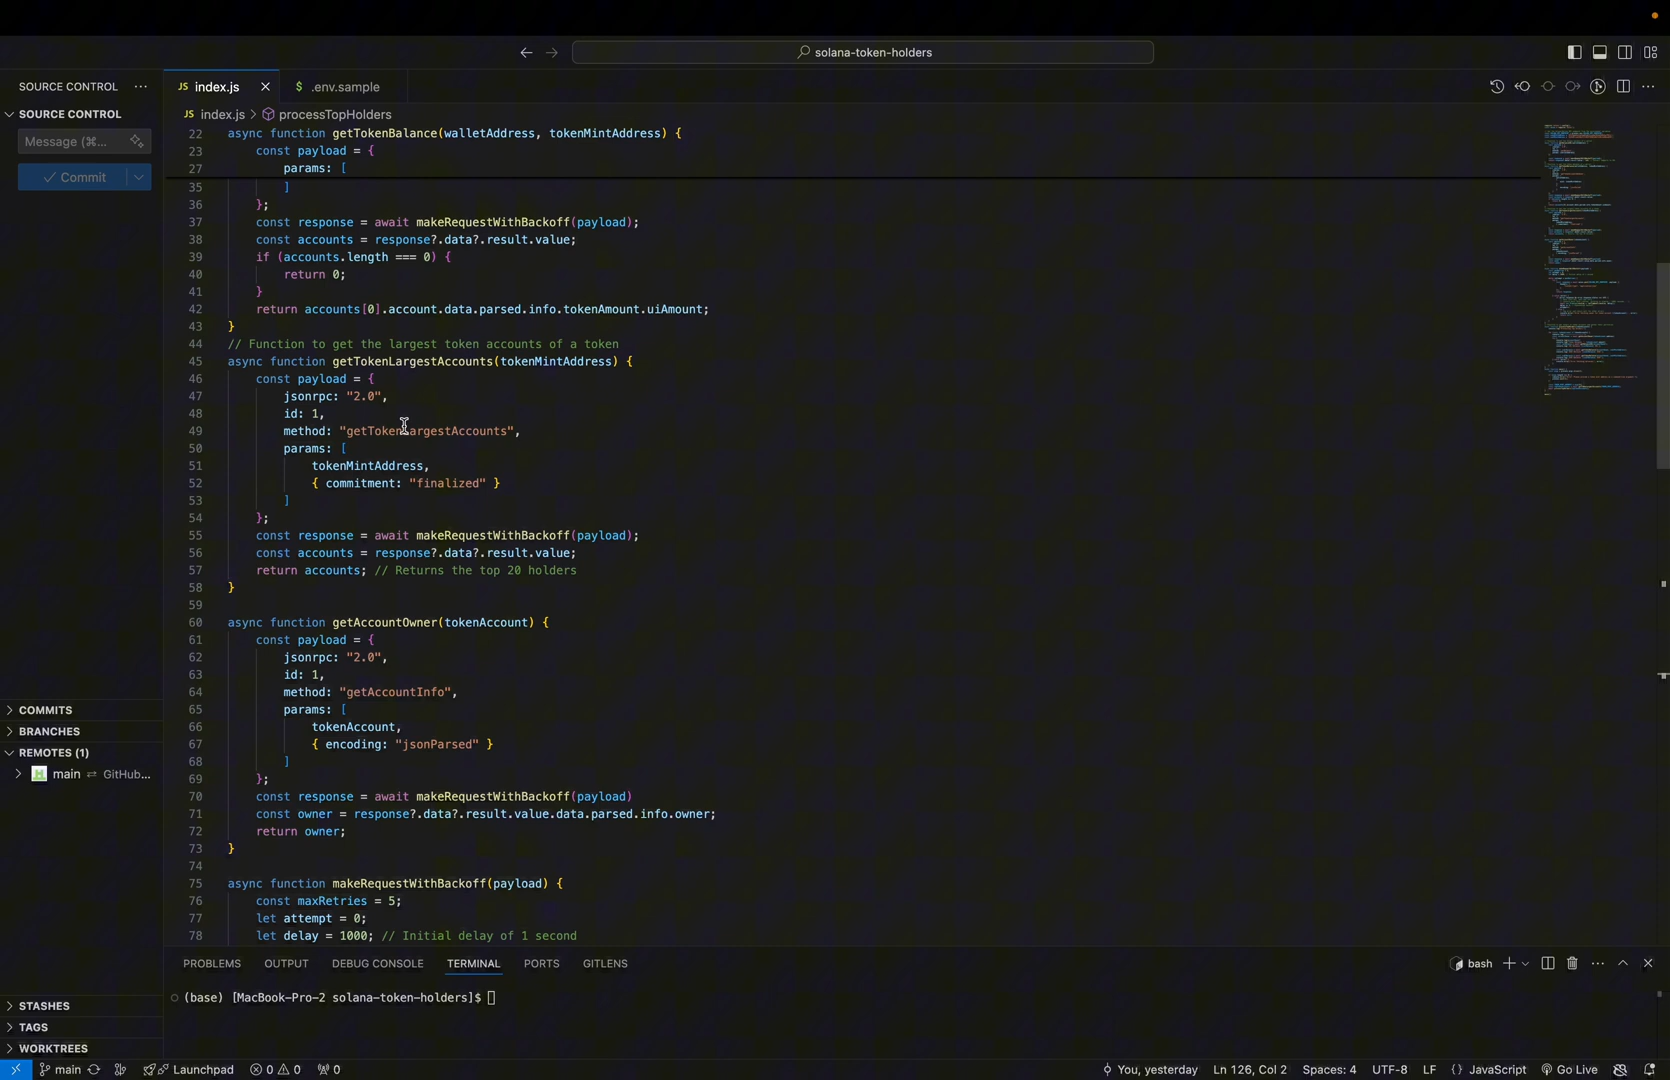 solana-token-holders
SOURCE CONTROL
JS index.js
$ .env.sample
SOURCE CONTROL
JS index.js > processTopHolders
Message (⌘...
Commit
22 async function getTokenBalance(walletAddress, tokenMintAddress) {
23 const payload = {
27 params: [
35 ]
36 };
37 const response = await makeRequestWithBackoff(payload);
38 const accounts = response?.data?.result.value;
39 if (accounts.length === 0) {
40 return 0;
41 }
42 return accounts[0].account.data.parsed.info.tokenAmount.uiAmount;
43 }
44 // Function to get the largest token accounts of a token
45 async function getTokenLargestAccounts(tokenMintAddress) {
46 const payload = {
47 jsonrpc: "2.0",
48 id: 1,
49 method: "getTokenLargestAccounts",
50 params: [
51 tokenMintAddress,
52 { commitment: "finalized" }
53 ]
54 };
55 const response = await makeRequestWithBackoff(payload);
56 const accounts = response?.data?.result.value;
57 return accounts; // Returns the top 20 holders
58 }
59
60 async function getAccountOwner(tokenAccount) {
61 const payload = {
62 jsonrpc: "2.0",
63 id: 1,
64 method: "getAccountInfo",
65 params: [
66 tokenAccount,
67 { encoding: "jsonParsed" }
68 ]
69 };
70 const response = await makeRequestWithBackoff(payload)
71 const owner = response?.data?.result.value.data.parsed.info.owner;
72 return owner;
73 }
74
75 async function makeRequestWithBackoff(payload) {
76 const maxRetries = 5;
77 let attempt = 0;
78 let delay = 1000; // Initial delay of 1 second
COMMITS
BRANCHES
REMOTES (1)
main ⇄ GitHub...
STASHES
TAGS
WORKTREES
PROBLEMS OUTPUT DEBUG CONSOLE TERMINAL PORTS GITLENS
bash
(base) [MacBook-Pro-2 solana-token-holders]$
main Launchpad 0 0 0
You, yesterday Ln 126, Col 2 Spaces: 4 UTF-8 LF {} JavaScript Go Live